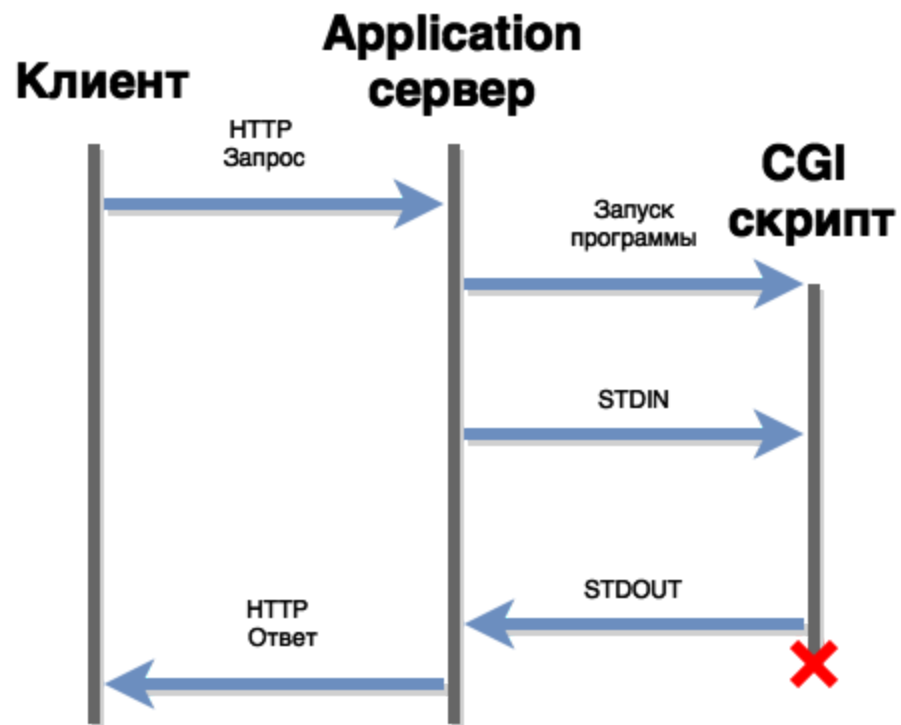 Клиент
Application
сервер
HTTP
Запрос
CGI
скрипт
Запуск
программы
STDIN
STDOUT
HTTP
Ответ